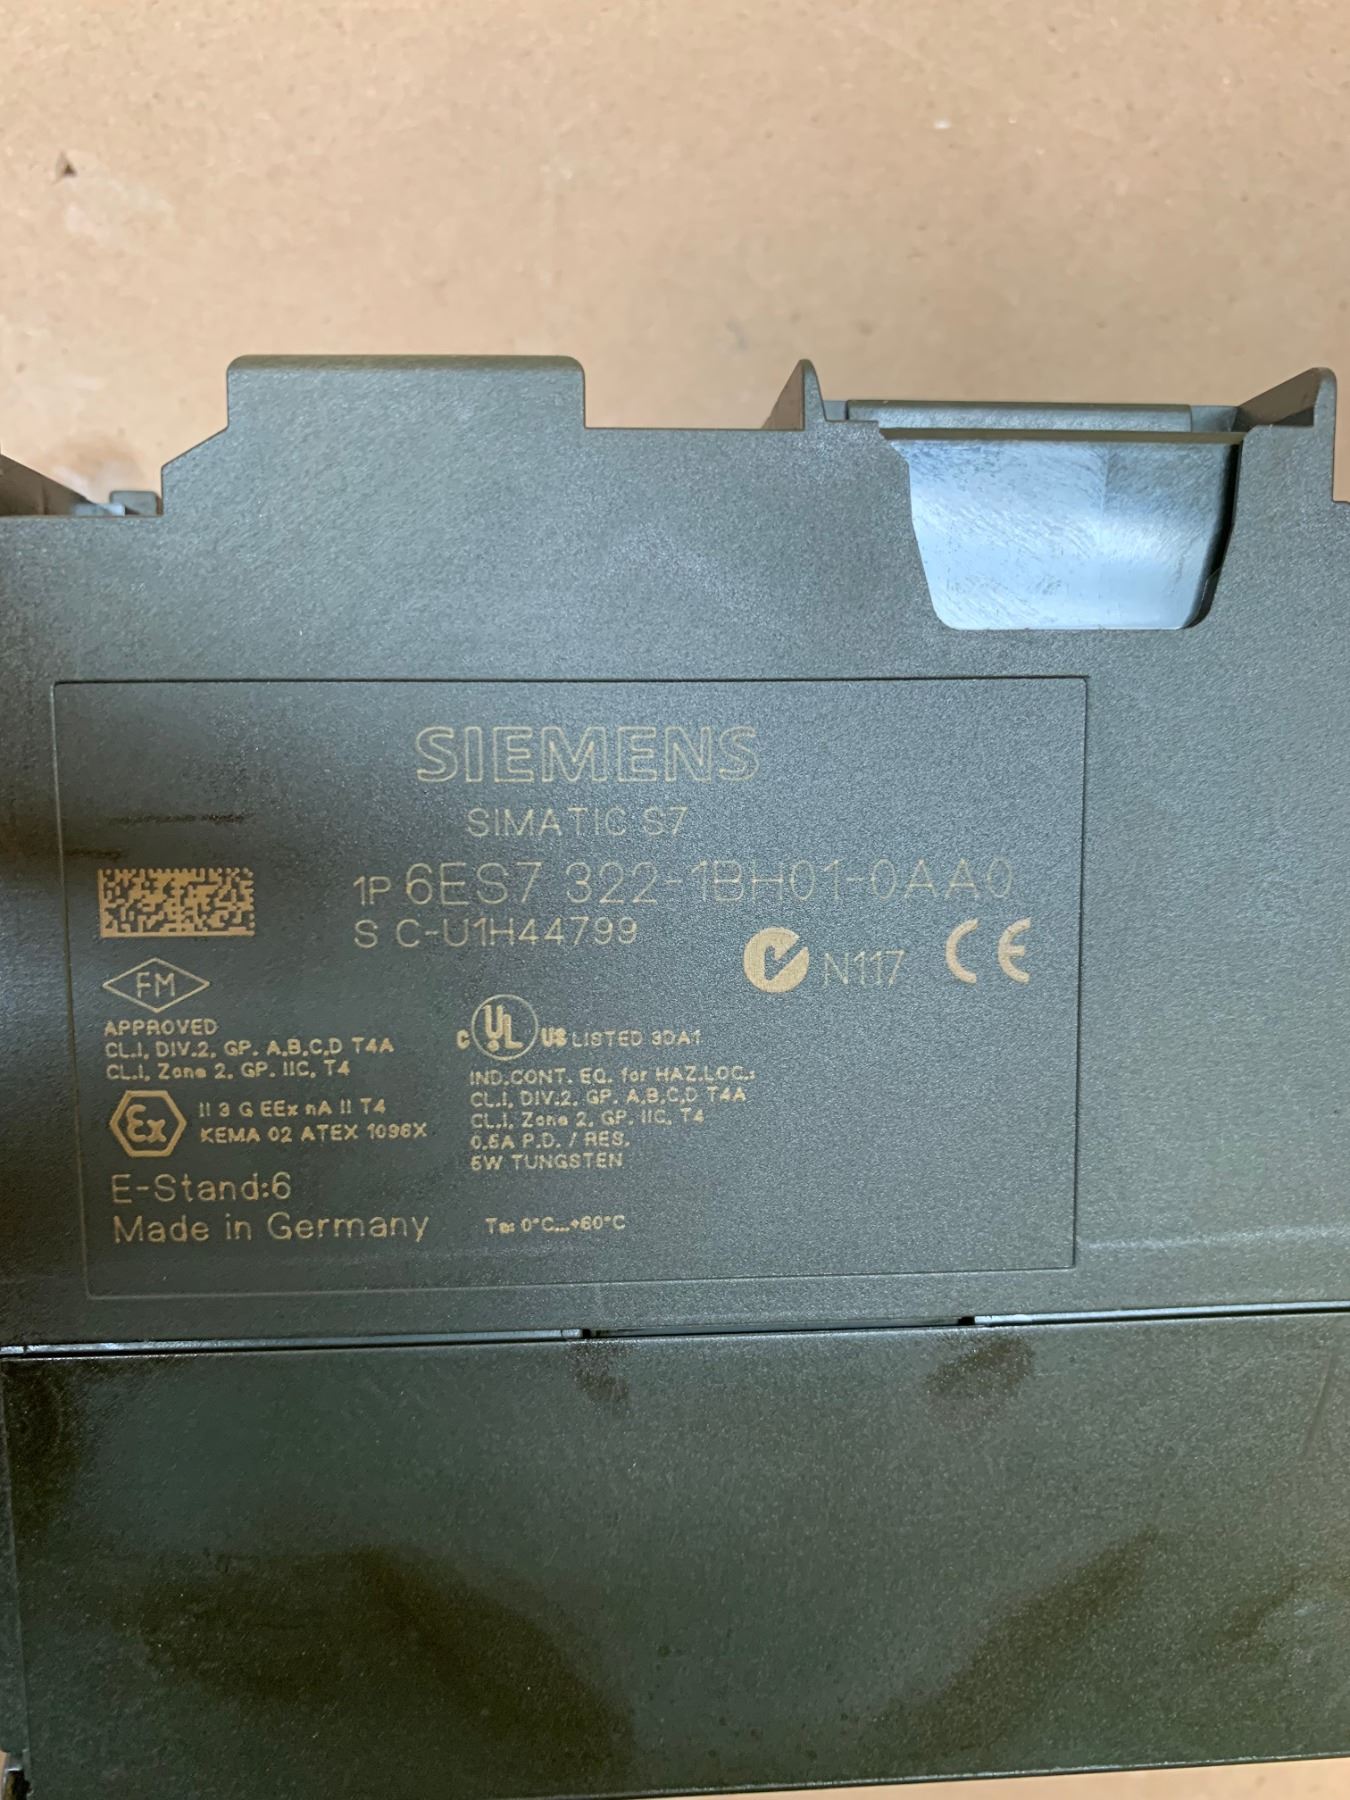 SIEMENS
SIMATIC S7
1P 6ES7 322-1BH01-0AA0
S C-U1H44799
N117 CE
FM
APPROVED
CL.I, DIV.2, GP. A,B,C,D T4A
CL.I, Zone 2, GP. IIC, T4
Ex
II 3 G EEx nA II T4
KEMA 02 ATEX 1096X
E-Stand:6
Made in Germany
C UL US LISTED 3DA1
IND.CONT. EQ. for HAZ.LOC.:
CL.I, DIV.2, GP. A,B,C,D T4A
CL.I, Zone 2, GP. IIC, T4
0.5A P.D. / RES.
5W TUNGSTEN
Ta: 0°C...+60°C